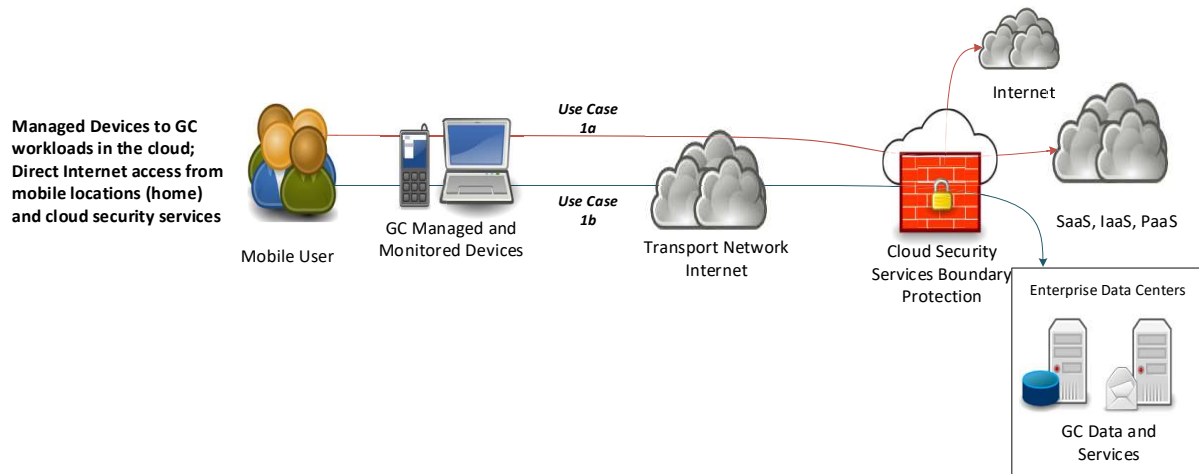 Managed Devices to GC
workloads in the cloud;
Direct Internet access from
mobile locations (home)
and cloud security services
Mobile User
GC Managed and
Monitored Devices
Use Case
1a
Use Case
1b
Transport Network
Internet
Cloud Security
Services Boundary
Protection
Internet
SaaS, IaaS, PaaS
Enterprise Data Centers
GC Data and
Services